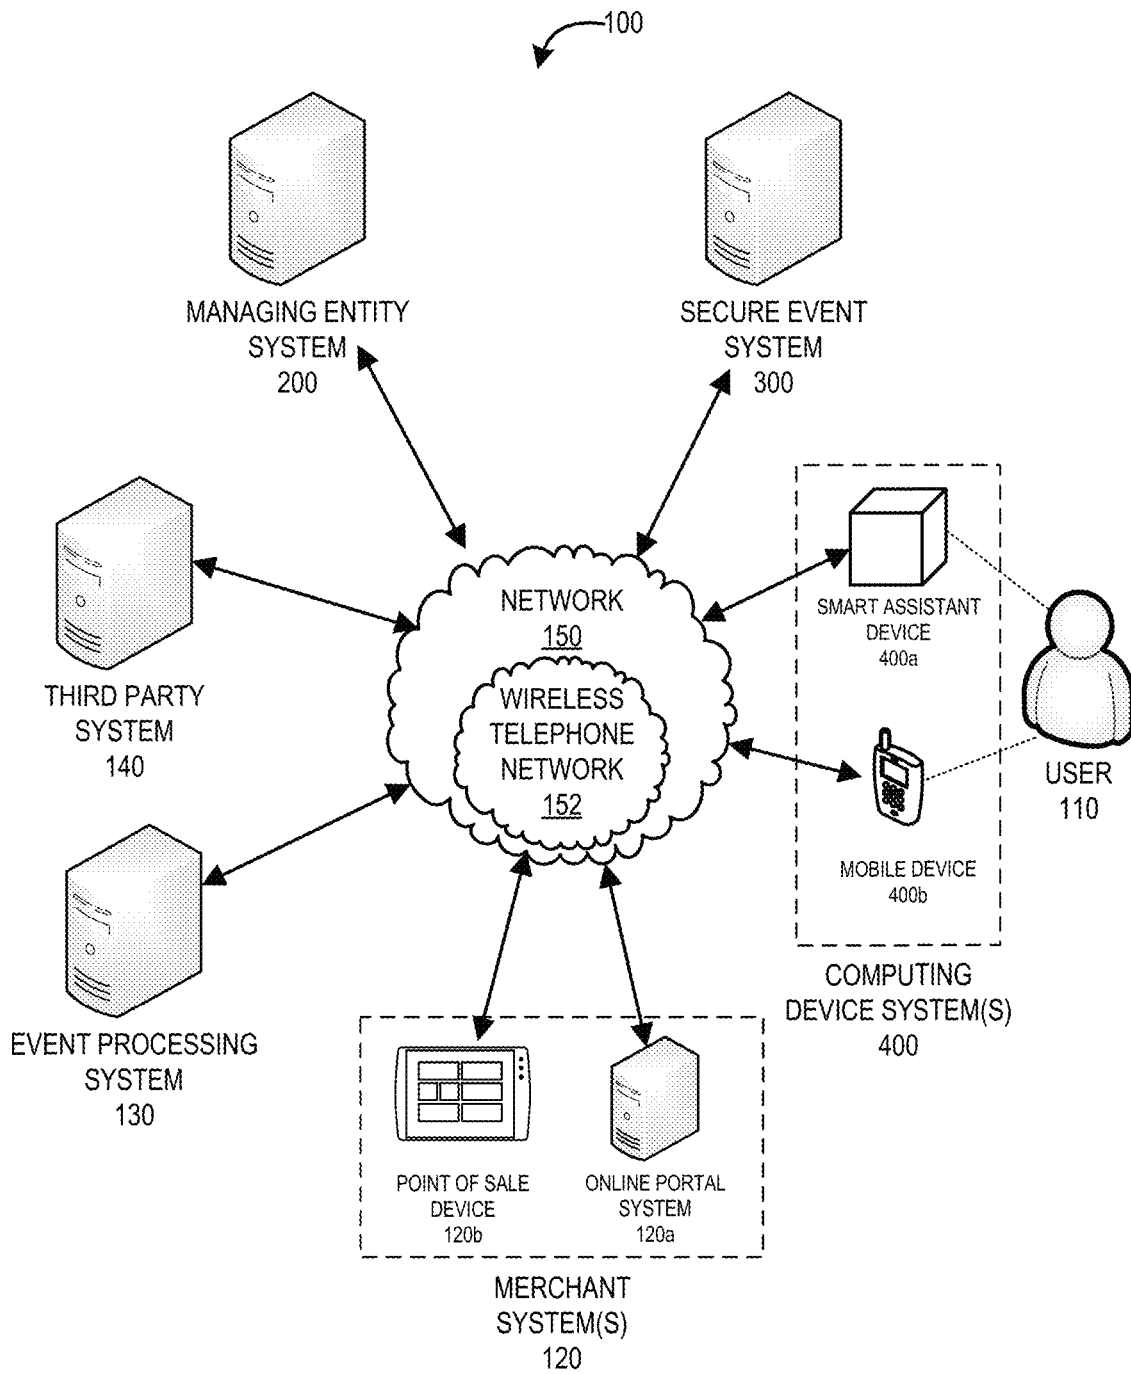 100
MANAGING ENTITY
SYSTEM
200
SECURE EVENT
SYSTEM
300
THIRD PARTY
SYSTEM
140
NETWORK
150
WIRELESS
TELEPHONE
NETWORK
152
SMART ASSISTANT
DEVICE
400a
MOBILE DEVICE
400b
USER
110
COMPUTING
DEVICE SYSTEM(S)
400
EVENT PROCESSING
SYSTEM
130
POINT OF SALE
DEVICE
120b
ONLINE PORTAL
SYSTEM
120a
MERCHANT
SYSTEM(S)
120